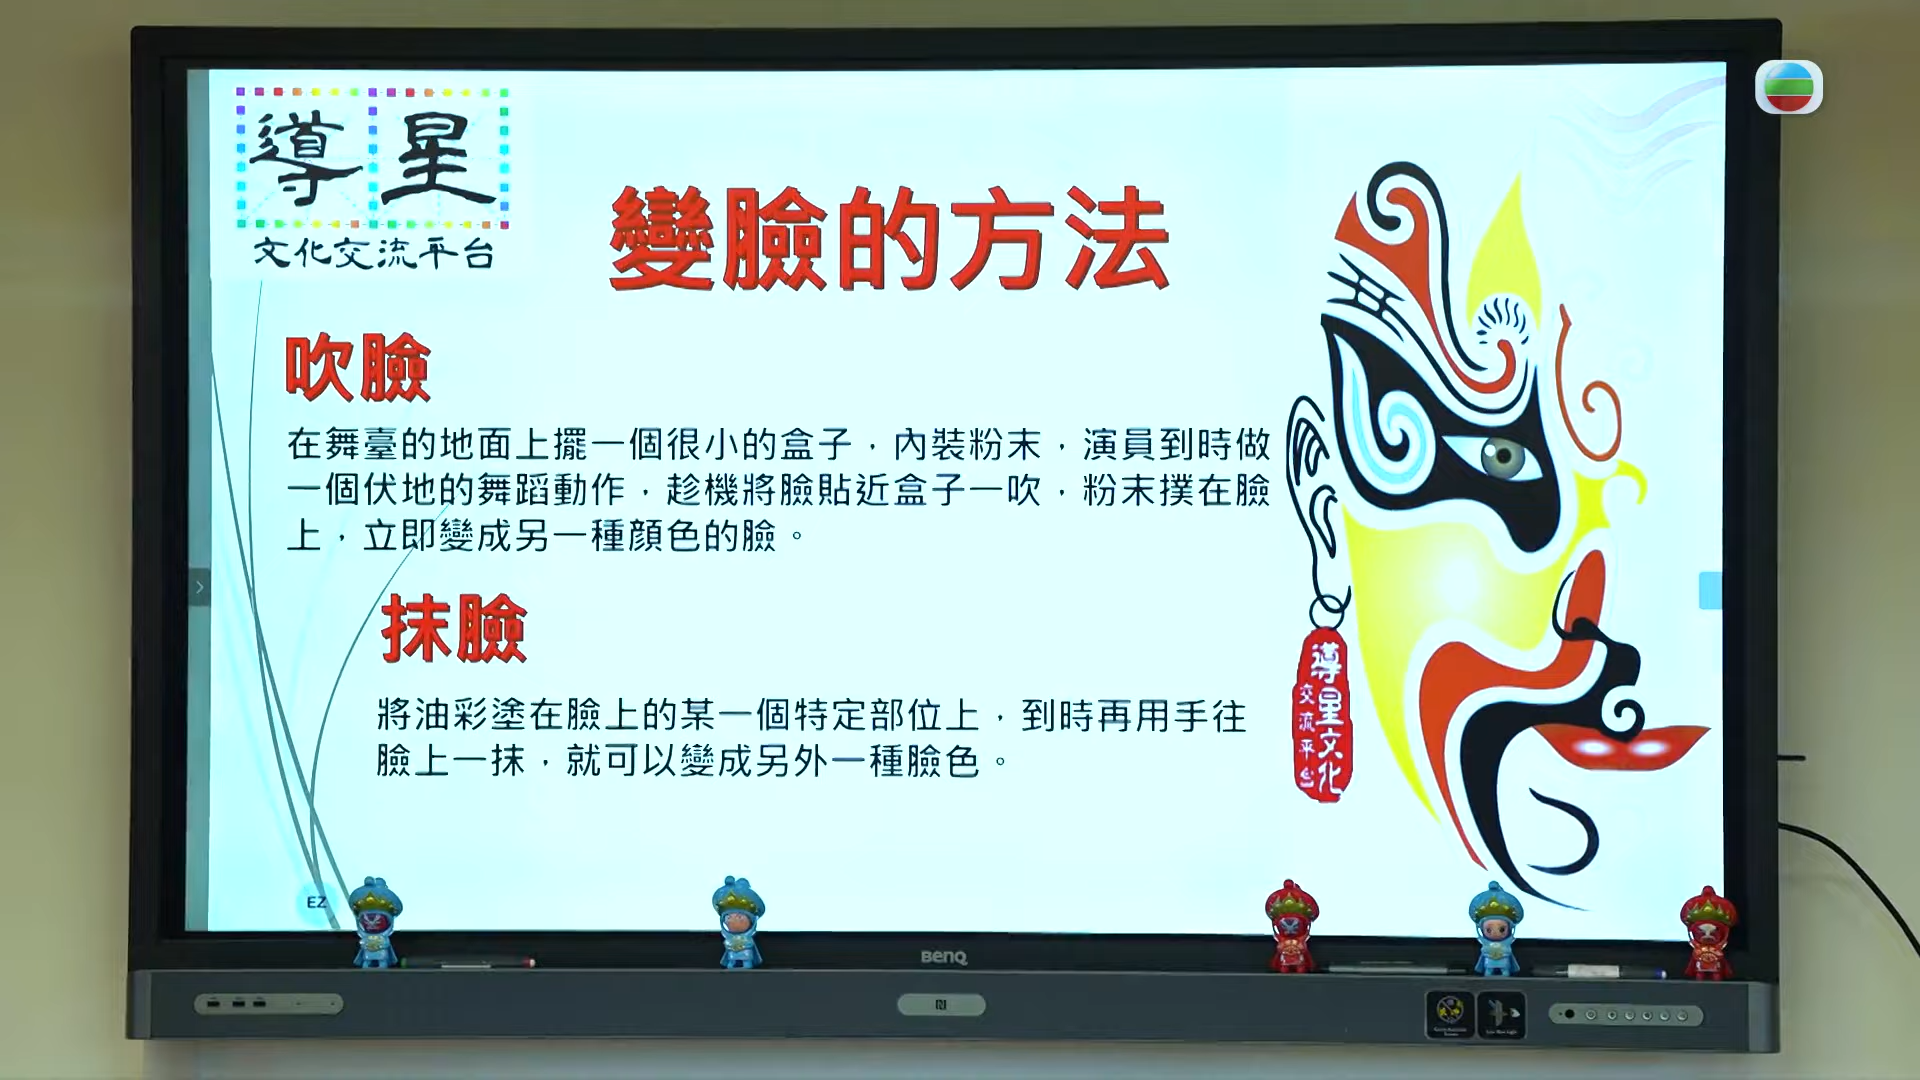 導星
文化交流平台
變臉的方法
吹臉
在舞臺的地面上擺一個很小的盒子，內裝粉末，演員到時做
一個伏地的舞蹈動作，趁機將臉貼近盒子一吹，粉末撲在臉
上，立即變成另一種顏色的臉。
抹臉
將油彩塗在臉上的某一個特定部位上，到時再用手往
臉上一抹，就可以變成另外一種臉色。
導星文化
交流平台
EZ
BenQ